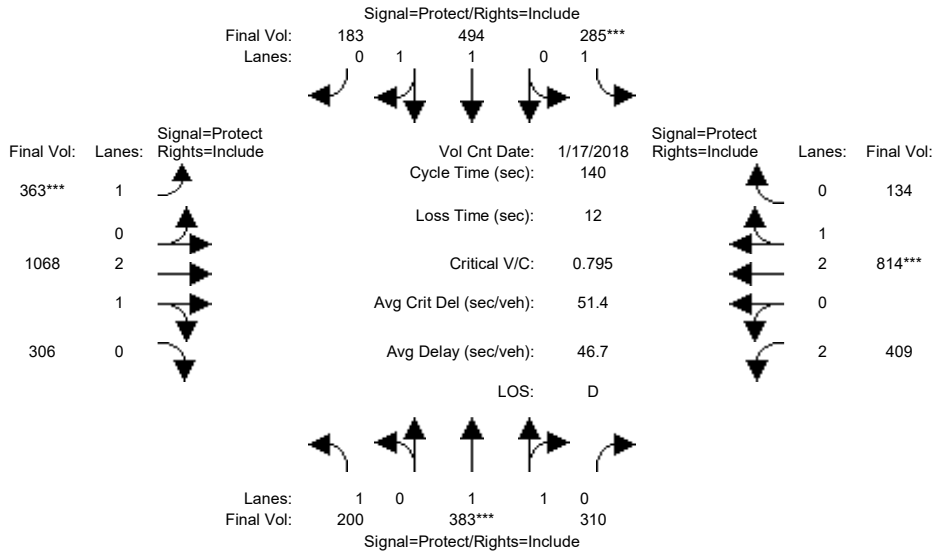 Signal=Protect/Rights=Include
Final Vol: 183 494 285***
Lanes: 0 1 1 0 1
Signal=Protect Signal=Protect
Final Vol: Lanes: Rights=Include Vol Cnt Date: 1/17/2018 Rights=Include Lanes: Final Vol:
Cycle Time (sec): 140
363*** 1 0 134
Loss Time (sec): 12
0 1
1068 2 Critical V/C: 0.795 2 814***
1 Avg Crit Del (sec/veh): 51.4 0
306 0 Avg Delay (sec/veh): 46.7 2 409
LOS: D
Lanes: 1 0 1 1 0
Final Vol: 200 383*** 310
Signal=Protect/Rights=Include